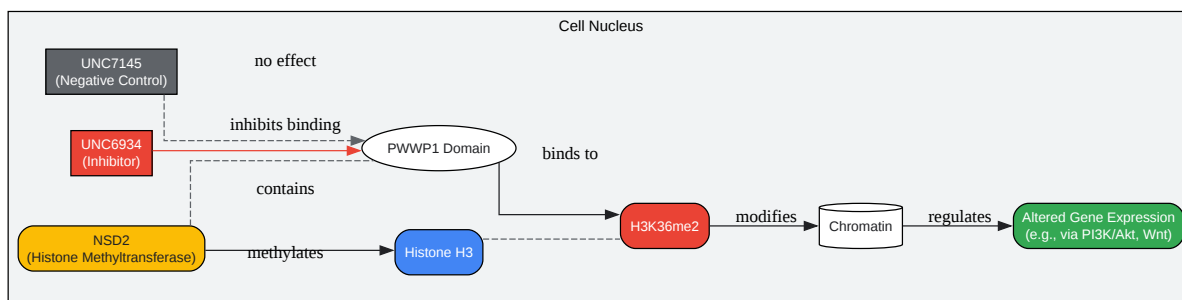 Cell Nucleus
UNC7145
(Negative Control)
no effect
UNC6934
(Inhibitor)
inhibits binding
PWWP1 Domain
binds to
contains
NSD2
(Histone Methyltransferase)
methylates
Histone H3
H3K36me2
modifies
Chromatin
regulates
Altered Gene Expression
(e.g., via PI3K/Akt, Wnt)